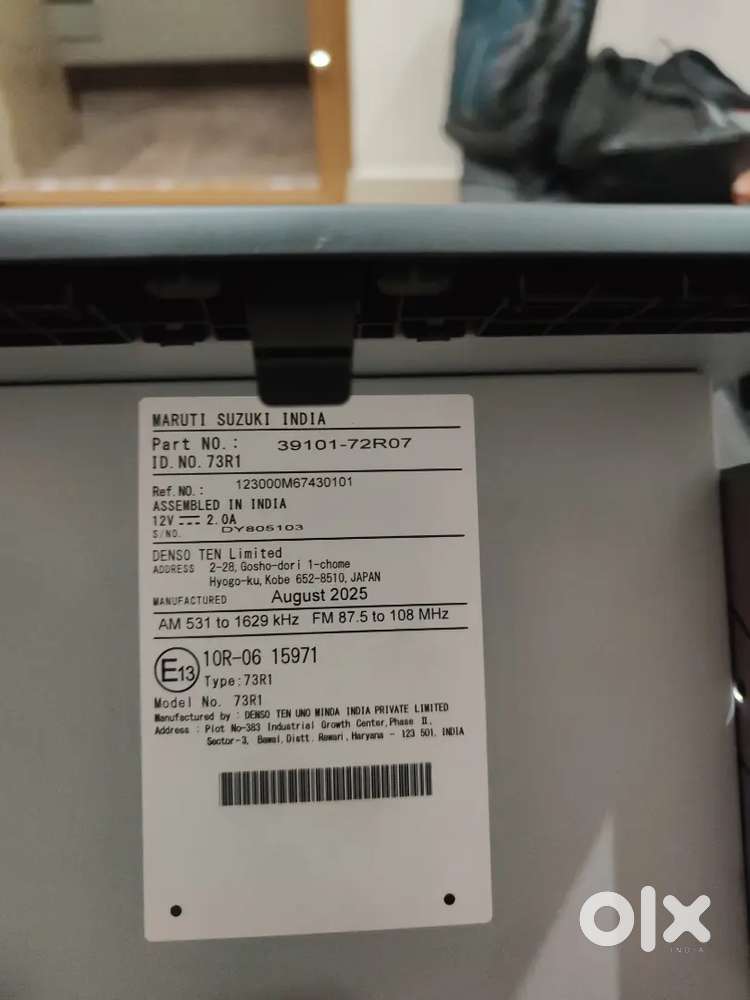 MARUTI SUZUKI INDIA
Part NO.: 39101-72R07
ID.NO.73R1
Ref.NO.: 123000M67430101
ASSEMBLED IN INDIA
12V ⎓ 2.0A
S/NO. DY805103
DENSO TEN Limited
ADDRESS 2-28, Gosho-dori 1-chome
Hyogo-ku, Kobe 652-8510, JAPAN
MANUFACTURED August 2025
AM 531 to 1629 kHz FM 87.5 to 108 MHz
E13 10R-06 15971
Type:73R1
Model No. 73R1
Manufactured by : DENSO TEN UNO MINDA INDIA PRIVATE LIMITED
Address : Plot No-383 Industrial Growth Center, Phase II,
Sector-3, Bawal, Distt. Rewari, Haryana - 123 501, INDIA
olx
INDIA